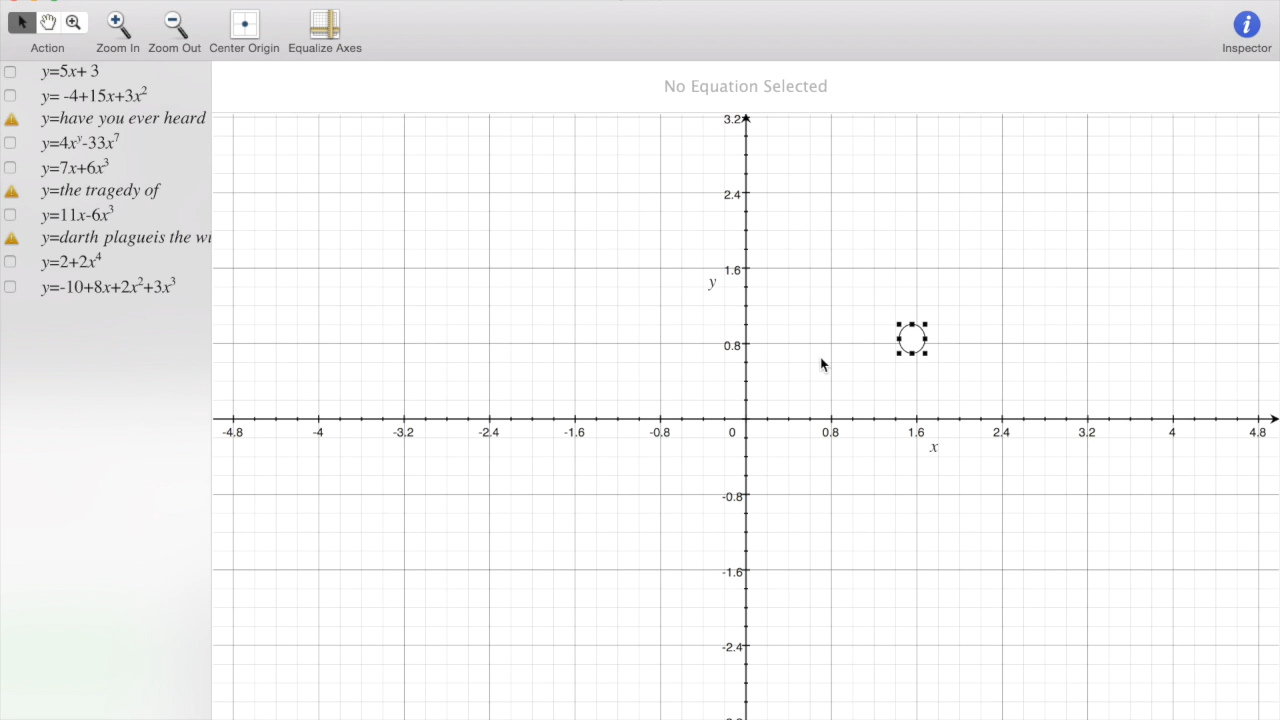 Action Zoom In Zoom Out Center Origin Equalize Axes Inspector
y=5x+ 3
y= -4+15x+3x²
y=have you ever heard
y=4xʸ-33x⁷
y=7x+6x³
y=the tragedy of
y=11x-6x³
y=darth plagueis the
y=2+2x⁴
y=-10+8x+2x²+3x³
No Equation Selected
3.2
2.4
1.6
y
0.8
-4.8 -4 -3.2 -2.4 -1.6 -0.8 0 0.8 1.6 2.4 3.2 4 4.8
x
-0.8
-1.6
-2.4